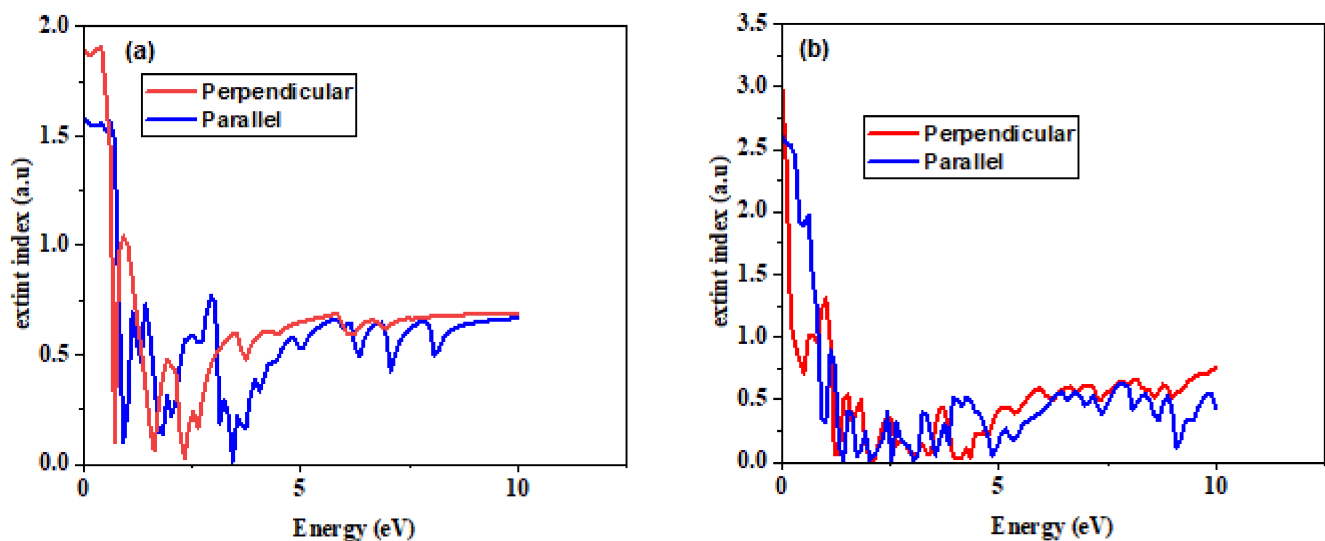 (a)
Perpendicular
Parallel
extint index (a.u)
2.0
1.5
1.0
0.5
0.0
0
5
10
Energy (eV)
(b)
Perpendicular
Parallel
extint index (a.u)
3.5
3.0
2.5
2.0
1.5
1.0
0.5
0.0
0
5
10
Energy (eV)